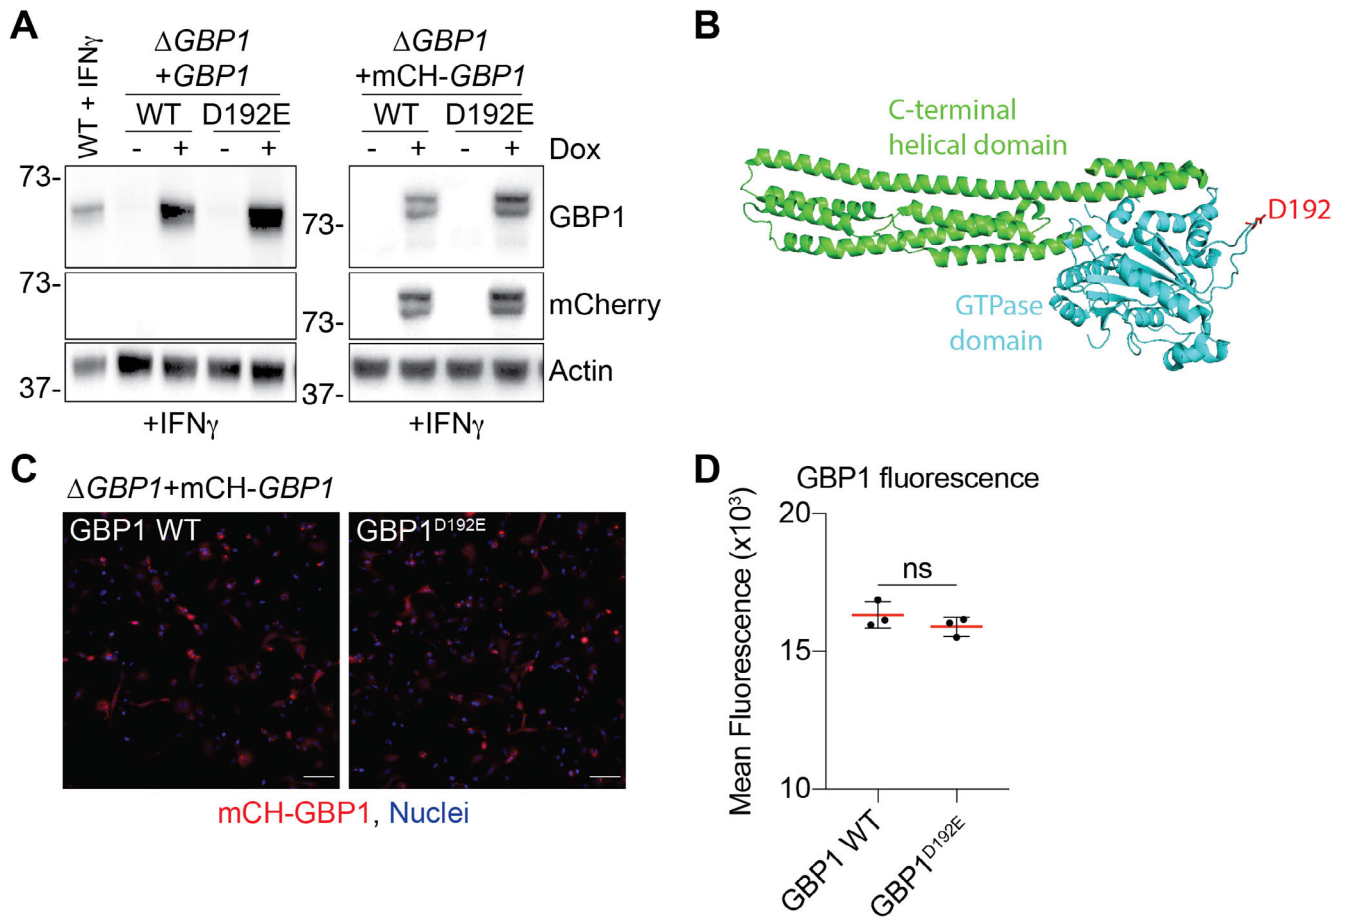 A
WT + IFNγ
ΔGBP1
+GBP1
WT D192E
- + - +
ΔGBP1
+mCH-GBP1
WT D192E
- + - + Dox
73-
73-
GBP1
73-
73-
mCherry
37-
37-
Actin
+IFNγ
+IFNγ
B
C-terminal
helical domain
D192
GTPase
domain
C
ΔGBP1+mCH-GBP1
GBP1 WT
GBP1D192E
mCH-GBP1, Nuclei
D
GBP1 fluorescence
Mean Fluorescence (x10³)
20
15
10
ns
GBP1 WT
GBP1D192E